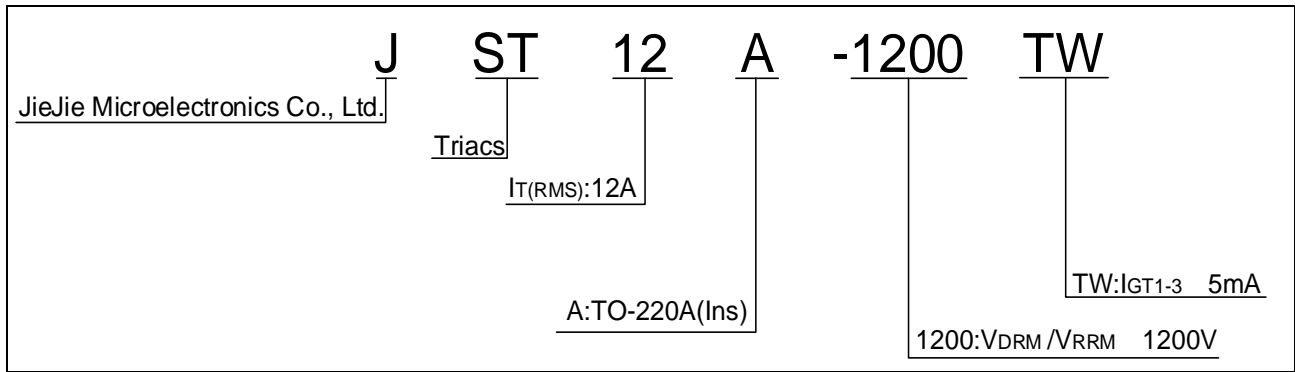 J ST 12 A -1200 TW
JieJie Microelectronics Co., Ltd.
Triacs
IT(RMS):12A
TW:IGT1-3 5mA
A:TO-220A(Ins)
1200:VDRM /VRRM 1200V